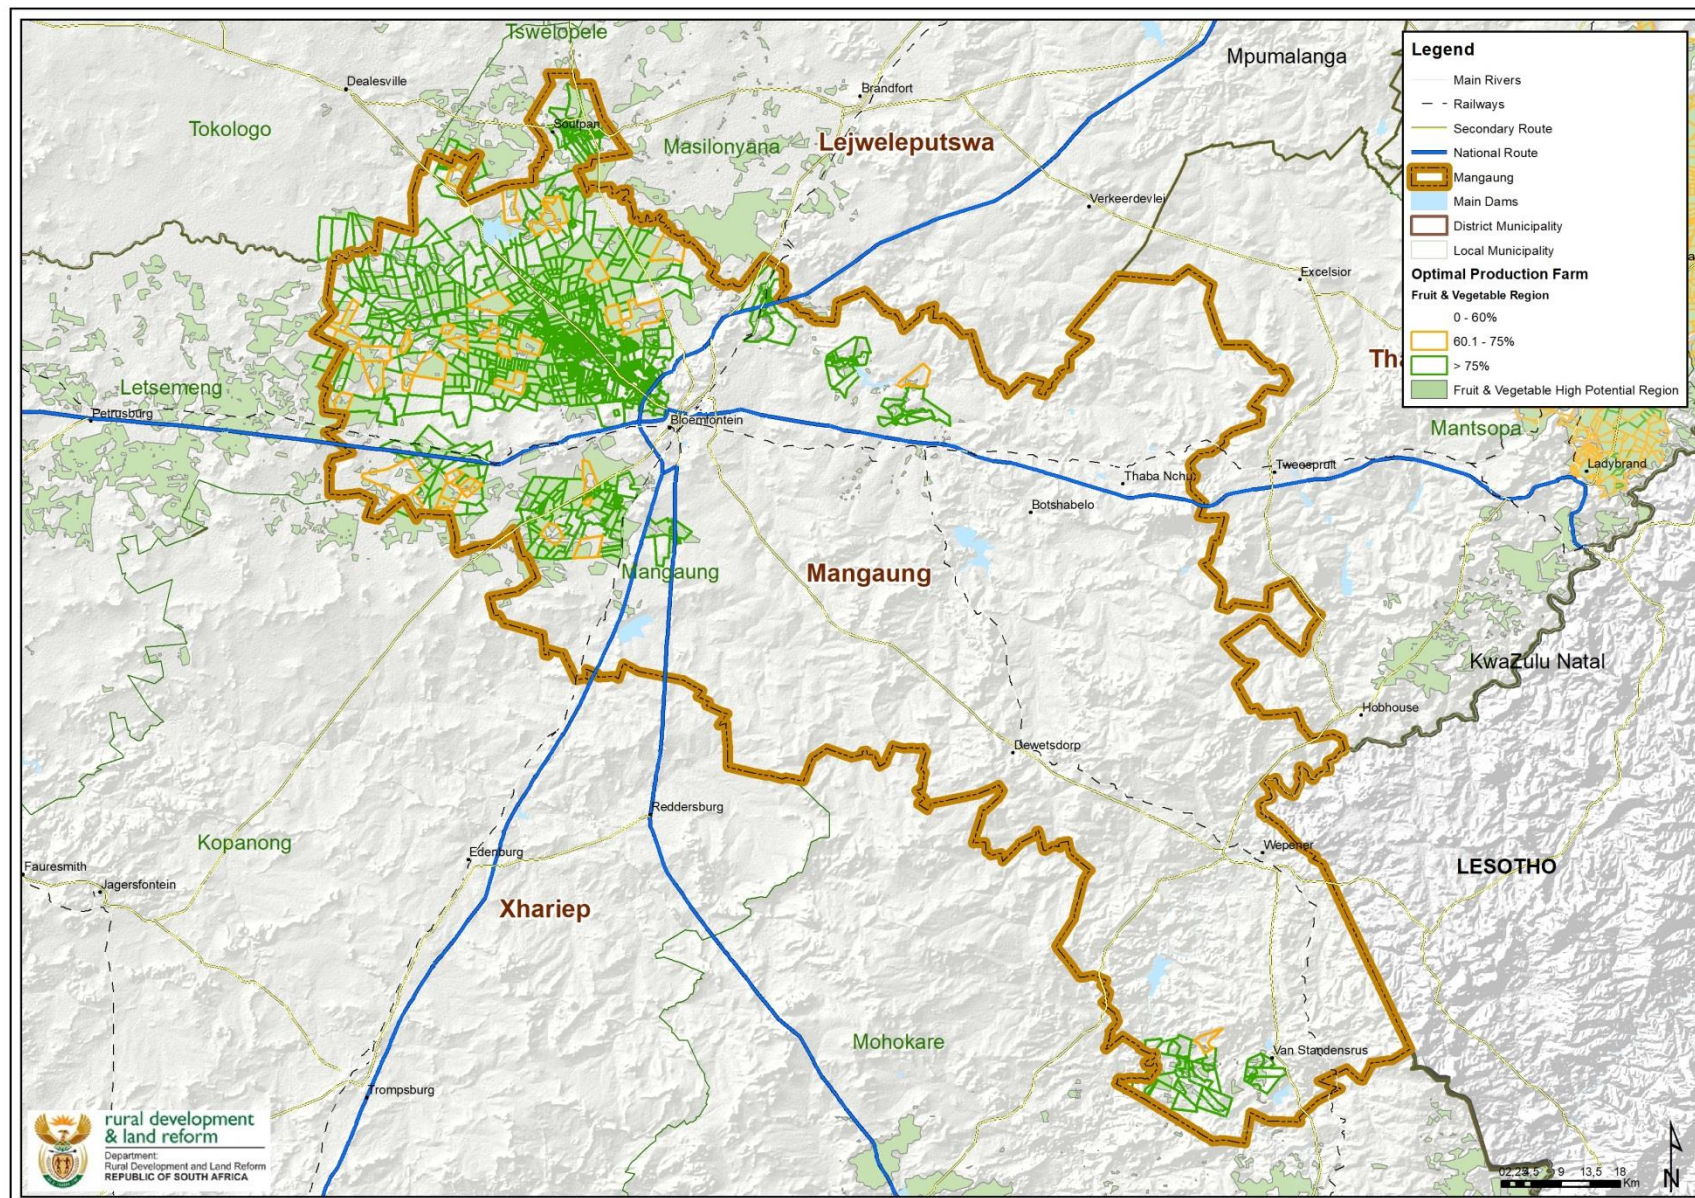 Tswelopele
Mpumalanga
Dealesville
Brandfort
Soutpan
Tokologo
Masilonyana
Lejweleputswa
Verkeerdevlei
Excelsior
Legend
Main Rivers
Railways
Secondary Route
National Route
Mangaung
Main Dams
District Municipality
Local Municipality
Optimal Production Farm
Fruit & Vegetable Region
0 - 60%
60.1 - 75%
> 75%
Fruit & Vegetable High Potential Region
Letsemeng
Petrusburg
Bloemfontein
Mantsopa
Ladybrand
Tweespruit
Thaba Nchu
Botshabelo
Mangaung
Mangaung
KwaZulu Natal
Hobhouse
Dewetsdorp
Reddersburg
Kopanong
Edenburg
Wepener
Fauresmith
Jagersfontein
LESOTHO
Xhariep
Mohokare
Van Standensrus
Trompsburg
rural development
& land reform
Department:
Rural Development and Land Reform
REPUBLIC OF SOUTH AFRICA
9 13,5 18
Km
N